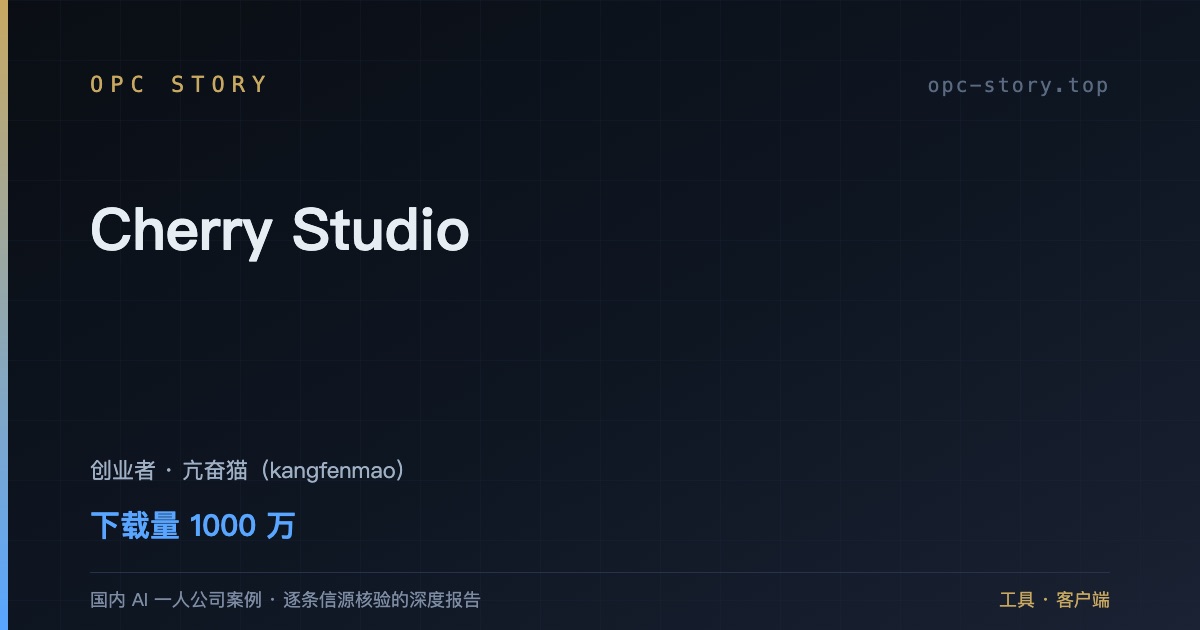 OPC STORY
opc-story.top
Cherry Studio
创业者 · 亢奋猫（kangfenmao）
下载量 1000 万
国内 AI 一人公司案例 · 逐条信源核验的深度报告
工具 · 客户端